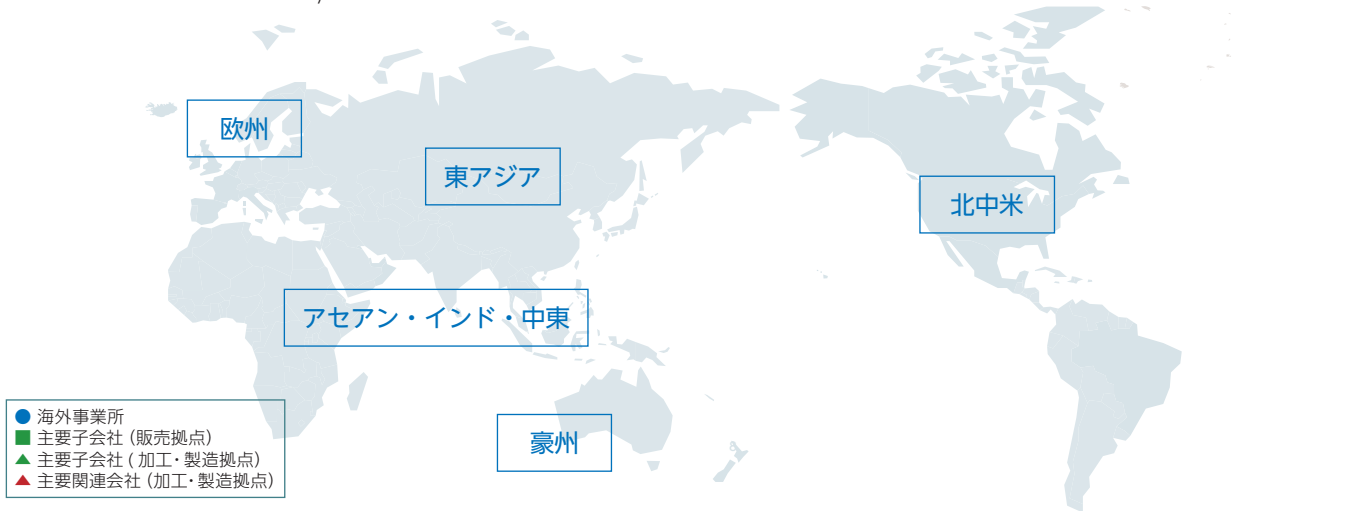 欧州
東アジア
北中米
アセアン・インド・中東
豪州
● 海外事業所
■ 主要子会社 (販売拠点)
▲ 主要子会社 ( 加工・製造拠点)
▲ 主要関連会社 (加工・製造拠点)